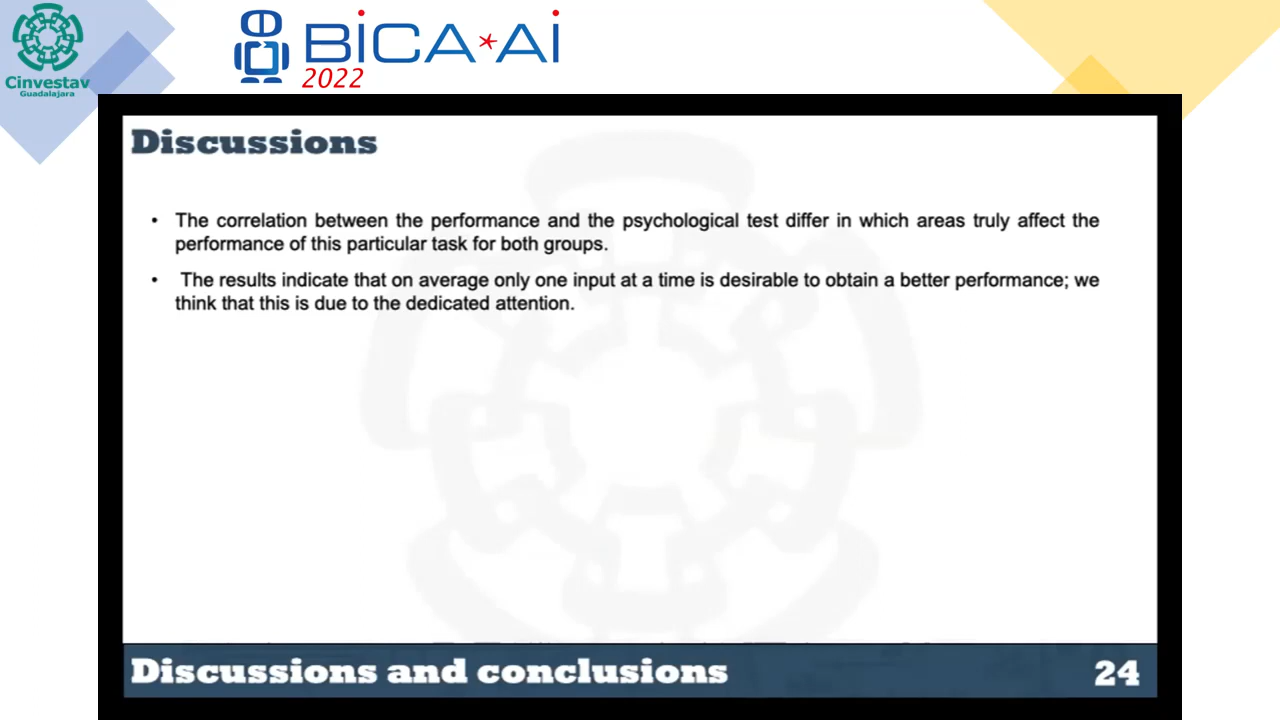 Cinvestav
Guadalajara
BiCA*Ai
2022
Discussions
• The correlation between the performance and the psychological test differ in which areas truly affect the
performance of this particular task for both groups.
• The results indicate that on average only one input at a time is desirable to obtain a better performance; we
think that this is due to the dedicated attention.
Discussions and conclusions
24